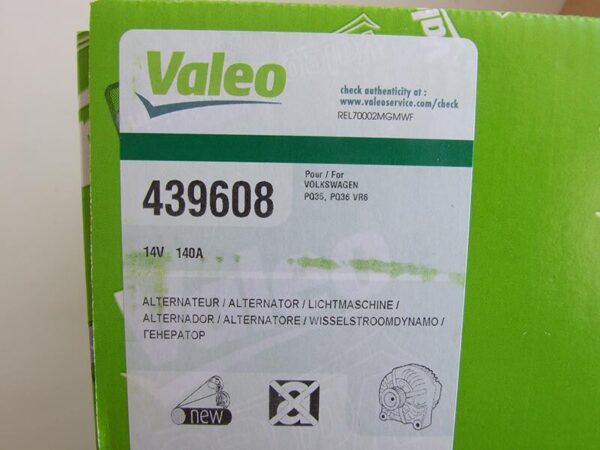 Valeo
check authenticity at :
www.valeoservice.com/check
REL70002MGMWF
439608
Pour / For
VOLKSWAGEN
PQ35, PQ36 VR6
14V 140A
ALTERNATEUR / ALTERNATOR / LICHTMASCHINE /
ALTERNADOR / ALTERNATORE / WISSELSTROOMDYNAMO /
ГЕНЕРАТОР
new
a